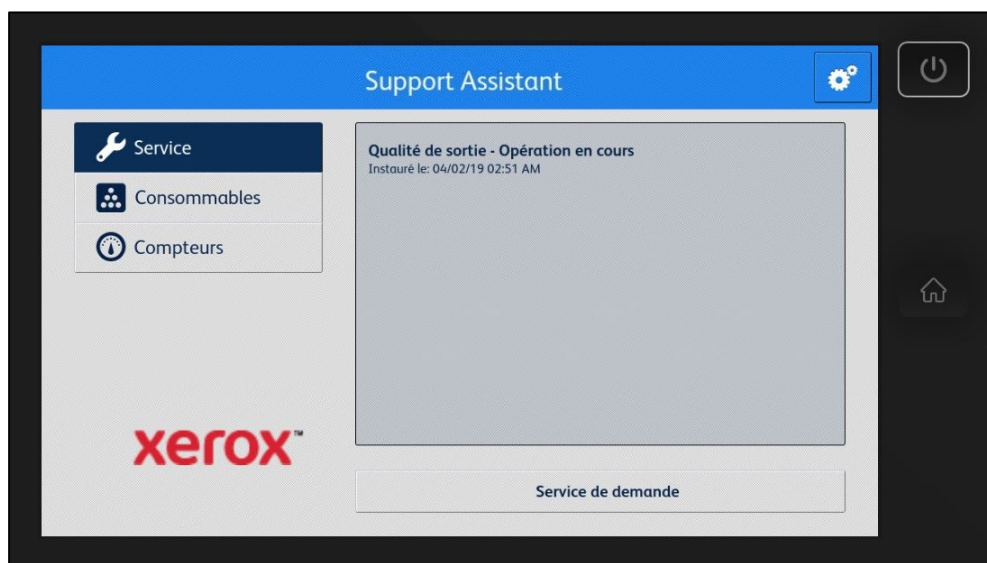 Support Assistant
Service
Consommables
Compteurs
Qualité de sortie - Opération en cours
Instauré le: 04/02/19 02:51 AM
xerox™
Service de demande